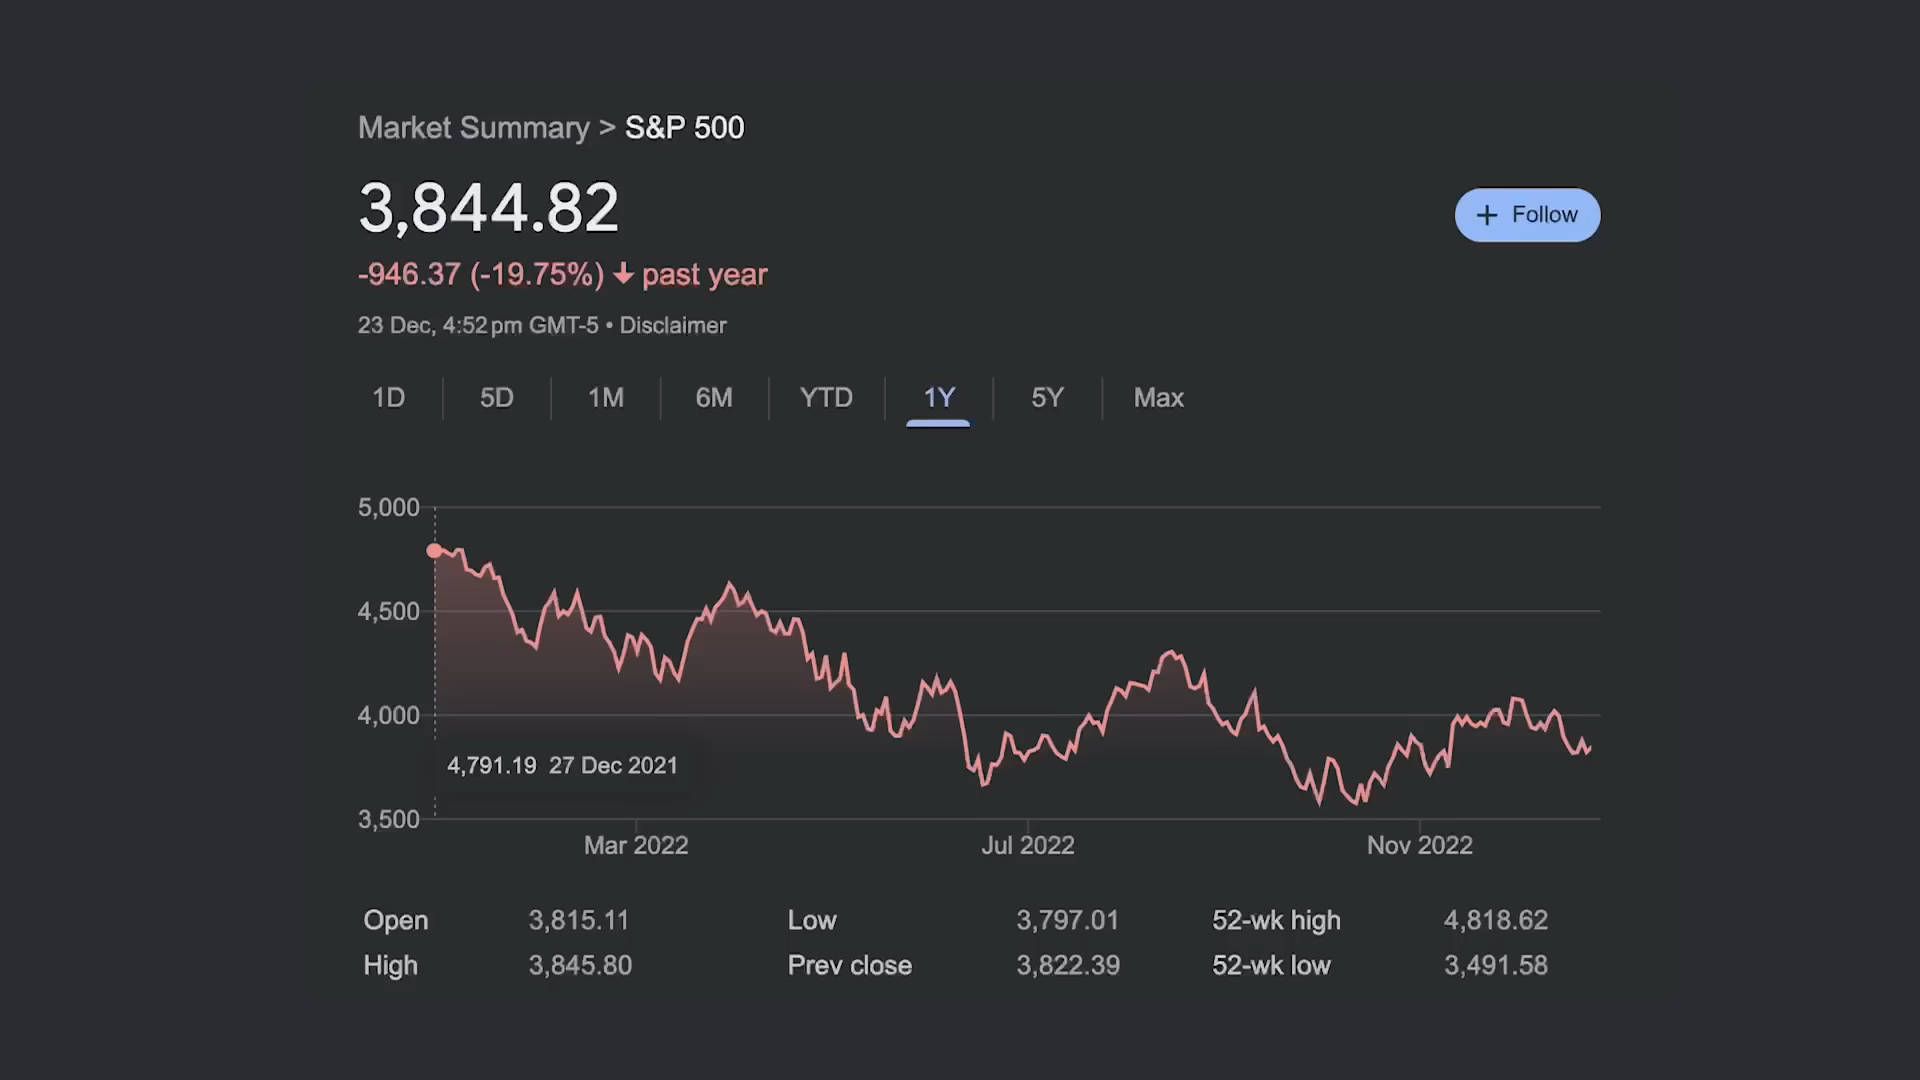 Market Summary > S&P 500
3,844.82
+ Follow
-946.37 (-19.75%) ↓ past year
23 Dec, 4:52 pm GMT-5 • Disclaimer
1D 5D 1M 6M YTD 1Y 5Y Max
5,000
4,500
4,000
4,791.19 27 Dec 2021
3,500
Mar 2022 Jul 2022 Nov 2022
Open 3,815.11 Low 3,797.01 52-wk high 4,818.62
High 3,845.80 Prev close 3,822.39 52-wk low 3,491.58